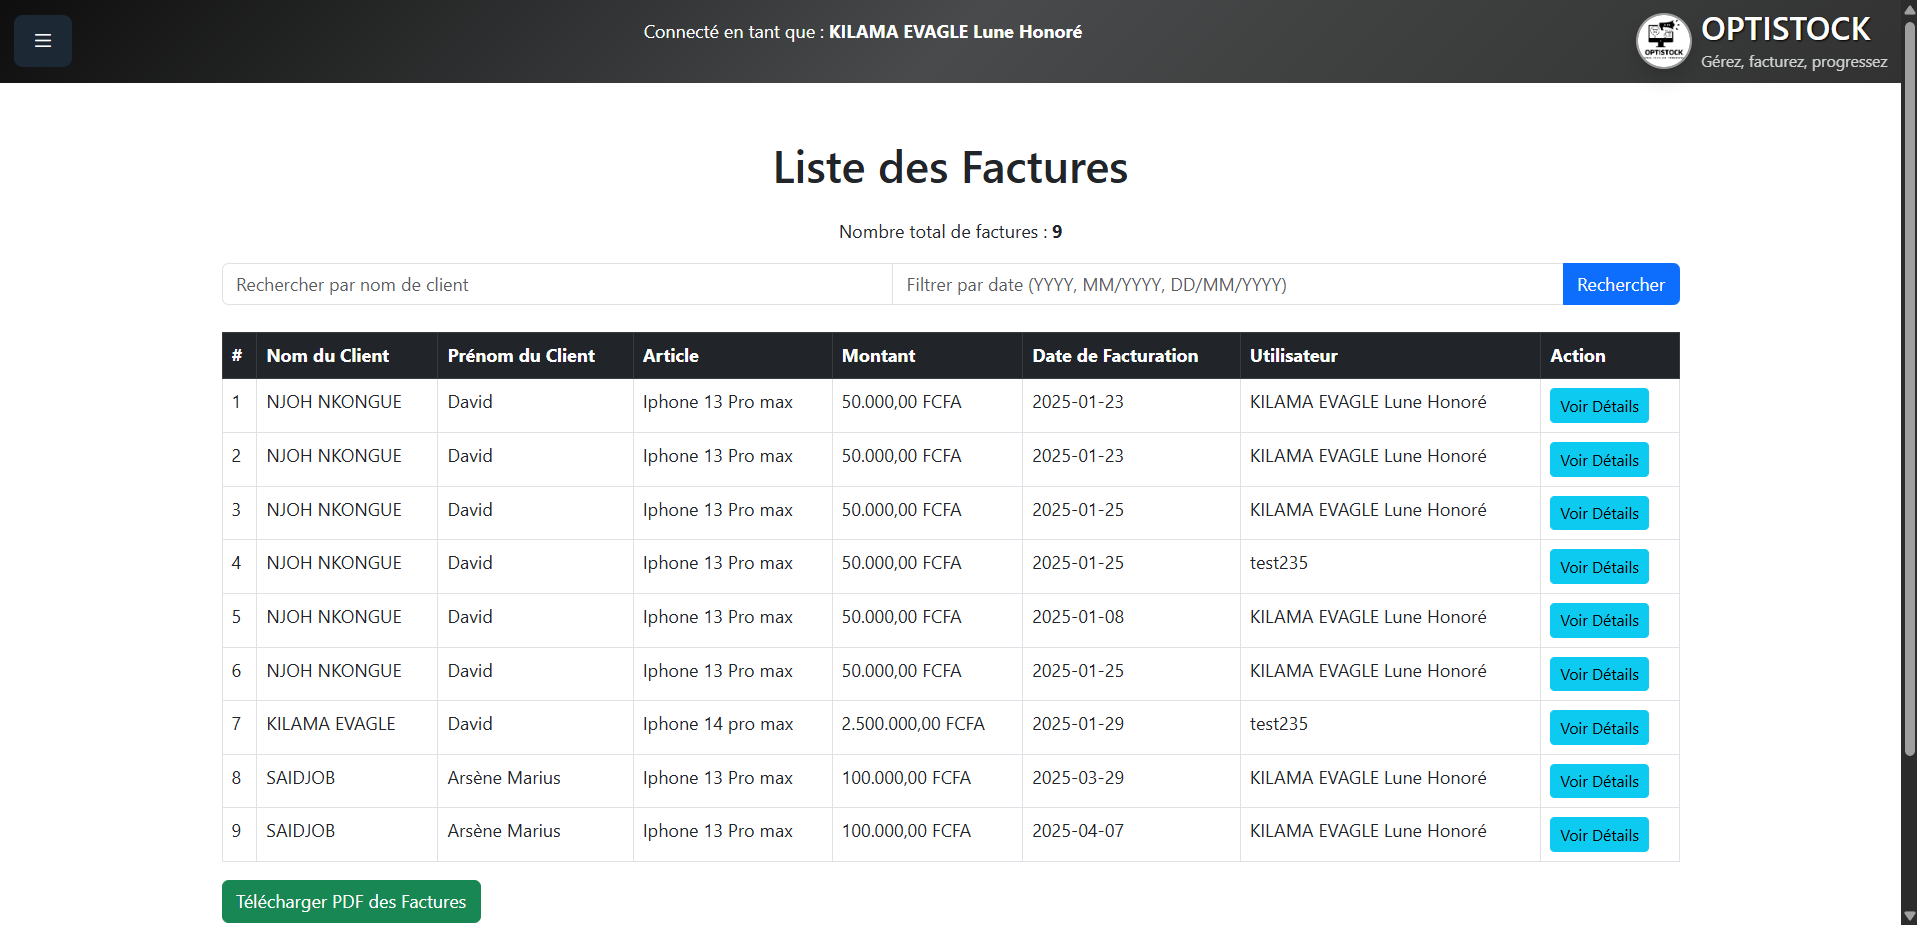 Connecté en tant que : KILAMA EVAGLE Lune Honoré
OPTISTOCK
OPTISTOCK
Gérez, facturez, progressez
Liste des Factures
Nombre total de factures : 9
Rechercher par nom de client Filtrer par date (YYYY, MM/YYYY, DD/MM/YYYY) Rechercher
# Nom du Client Prénom du Client Article Montant Date de Facturation Utilisateur Action
1 NJOH NKONGUE David Iphone 13 Pro max 50.000,00 FCFA 2025-01-23 KILAMA EVAGLE Lune Honoré Voir Détails
2 NJOH NKONGUE David Iphone 13 Pro max 50.000,00 FCFA 2025-01-23 KILAMA EVAGLE Lune Honoré Voir Détails
3 NJOH NKONGUE David Iphone 13 Pro max 50.000,00 FCFA 2025-01-25 KILAMA EVAGLE Lune Honoré Voir Détails
4 NJOH NKONGUE David Iphone 13 Pro max 50.000,00 FCFA 2025-01-25 test235 Voir Détails
5 NJOH NKONGUE David Iphone 13 Pro max 50.000,00 FCFA 2025-01-08 KILAMA EVAGLE Lune Honoré Voir Détails
6 NJOH NKONGUE David Iphone 13 Pro max 50.000,00 FCFA 2025-01-25 KILAMA EVAGLE Lune Honoré Voir Détails
7 KILAMA EVAGLE David Iphone 14 pro max 2.500.000,00 FCFA 2025-01-29 test235 Voir Détails
8 SAIDJOB Arsène Marius Iphone 13 Pro max 100.000,00 FCFA 2025-03-29 KILAMA EVAGLE Lune Honoré Voir Détails
9 SAIDJOB Arsène Marius Iphone 13 Pro max 100.000,00 FCFA 2025-04-07 KILAMA EVAGLE Lune Honoré Voir Détails
Télécharger PDF des Factures